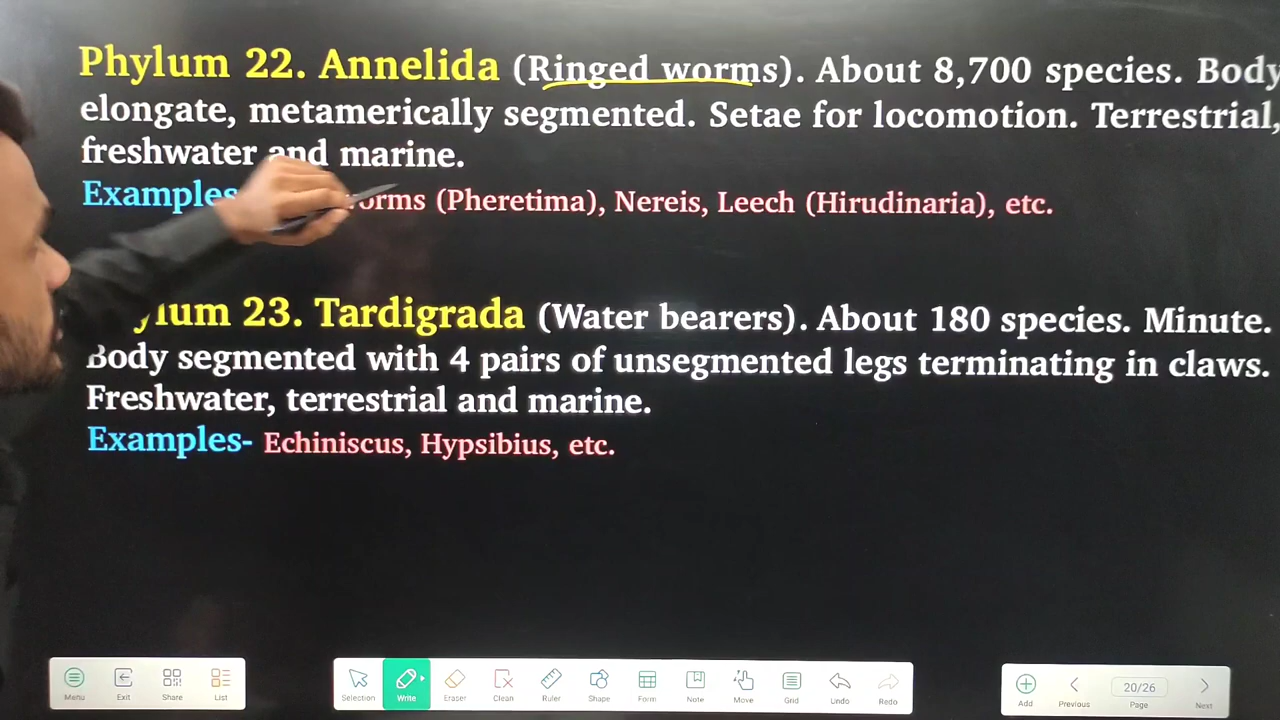 Phylum 22. Annelida (Ringed worms). About 8,700 species. Body
elongate, metamerically segmented. Setae for locomotion. Terrestrial,
freshwater and marine.
Examples (Pheretima), Nereis, Leech (Hirudinaria), etc.
23. Tardigrada (Water bearers). About 180 species. Minute.
Body segmented with 4 pairs of unsegmented legs terminating in claws.
Freshwater, terrestrial and marine.
Examples- Echiniscus, Hypsibius, etc.
Menu Exit Share List Selection Write Eraser Clean Ruler Shape Form Note Move Grid Undo Redo Add Previous 20/26 Page Next